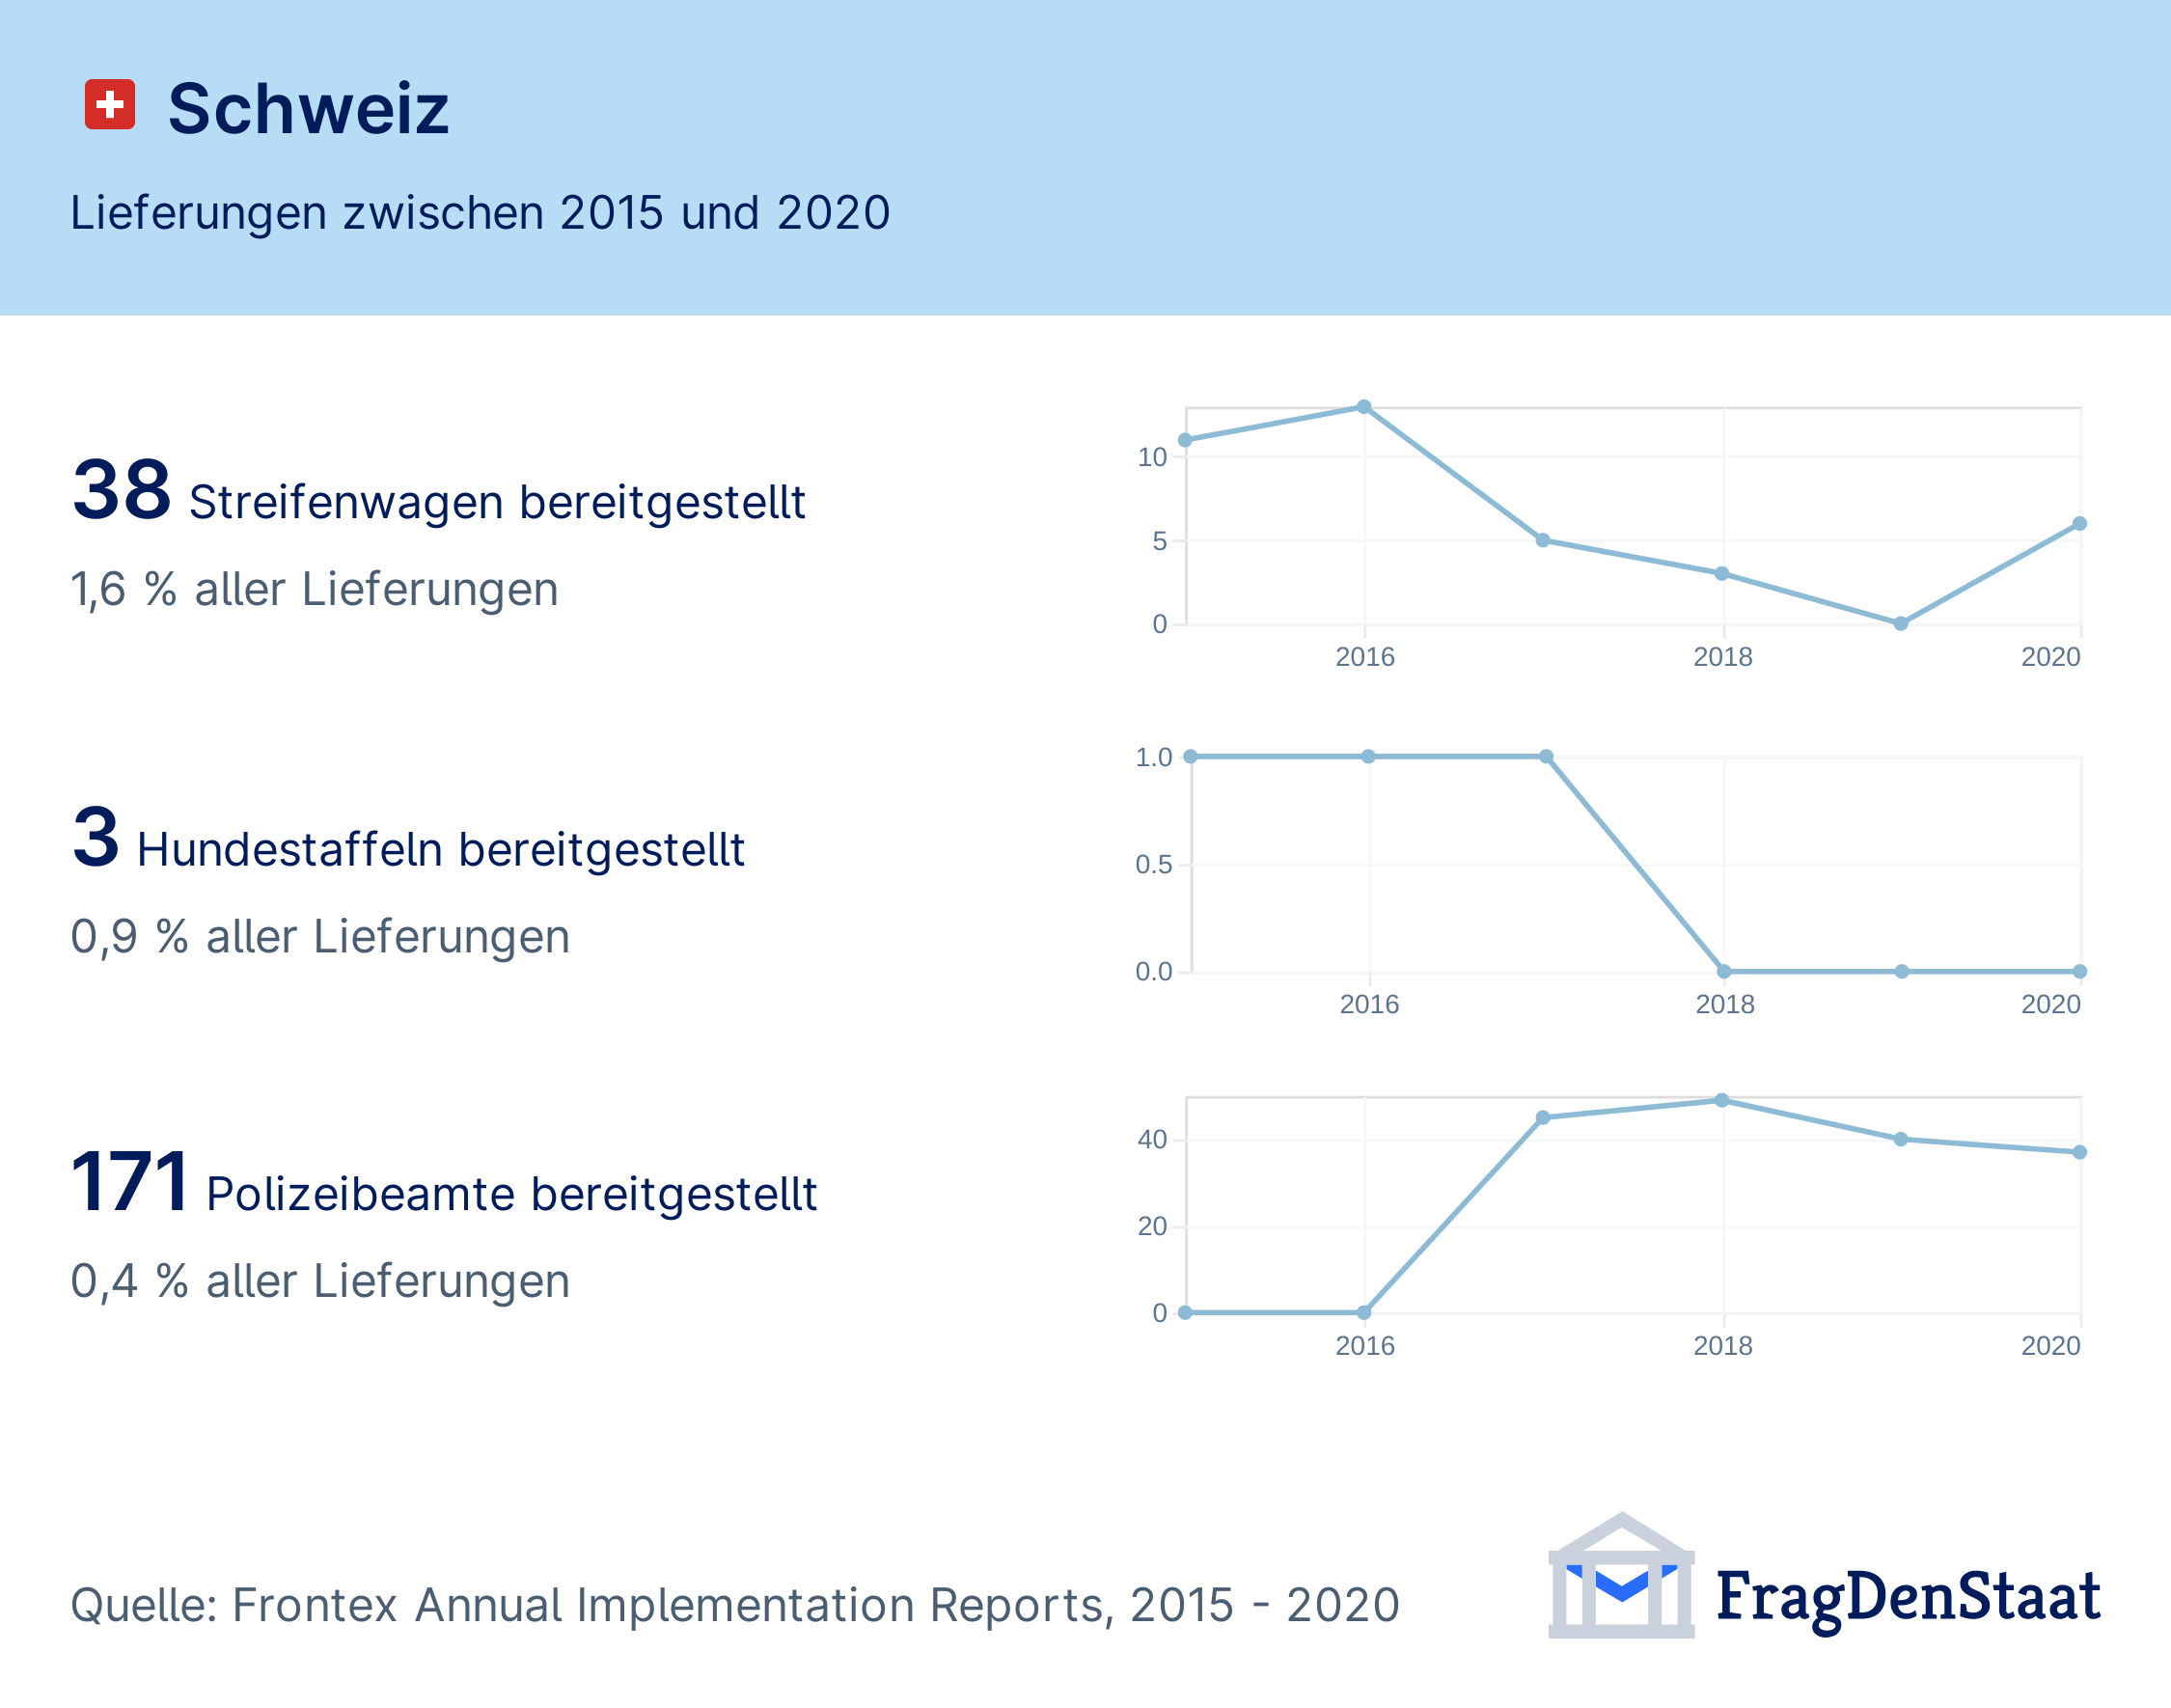 Schweiz
Lieferungen zwischen 2015 und 2020
38 Streifenwagen bereitgestellt
1,6 % aller Lieferungen
10
5
0
2016 2018 2020
3 Hundestaffeln bereitgestellt
0,9 % aller Lieferungen
1.0
0.5
0.0
2016 2018 2020
171 Polizeibeamte bereitgestellt
0,4 % aller Lieferungen
40
20
0
2016 2018 2020
Quelle: Frontex Annual Implementation Reports, 2015 - 2020
FragDenStaat